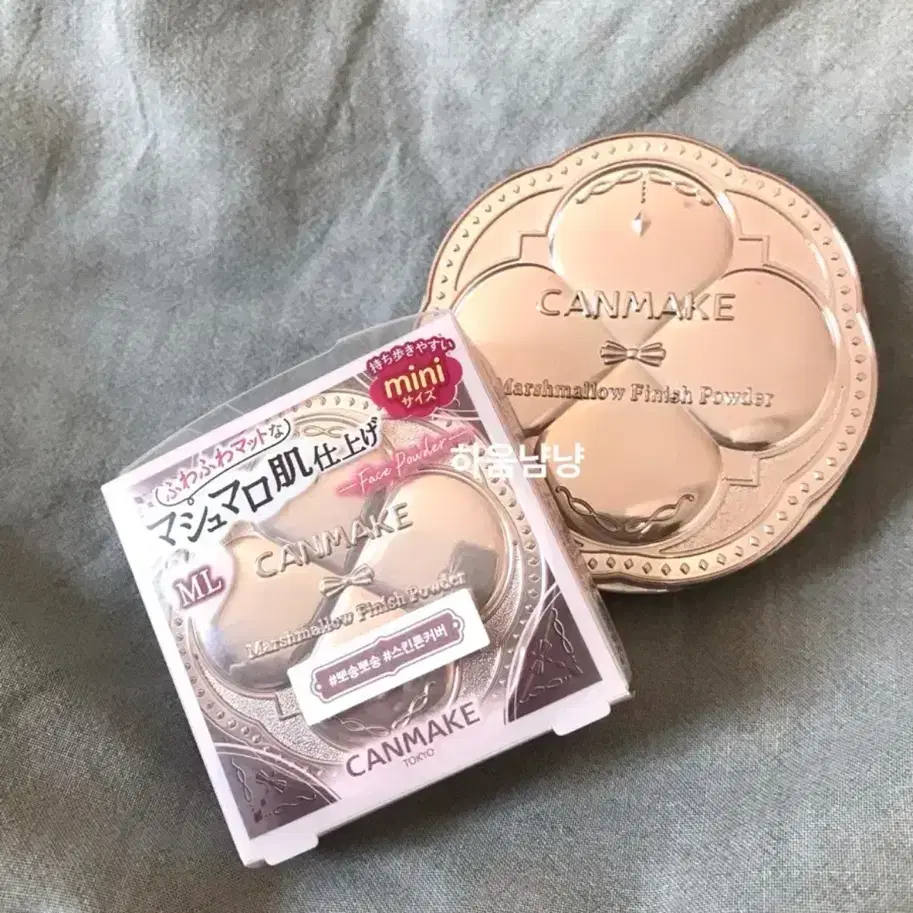 CANMAKE
Marshmallow Finish Powder
持ち歩きやすい
mini
サイズ
ふわふわマットな
マシュマロ肌仕上げ
Face Powder
하음냠냥
ML
CANMAKE
Marshmallow Finish Powder
#뽀송뽀송 #스킨톤커버
CANMAKE
TOKYO